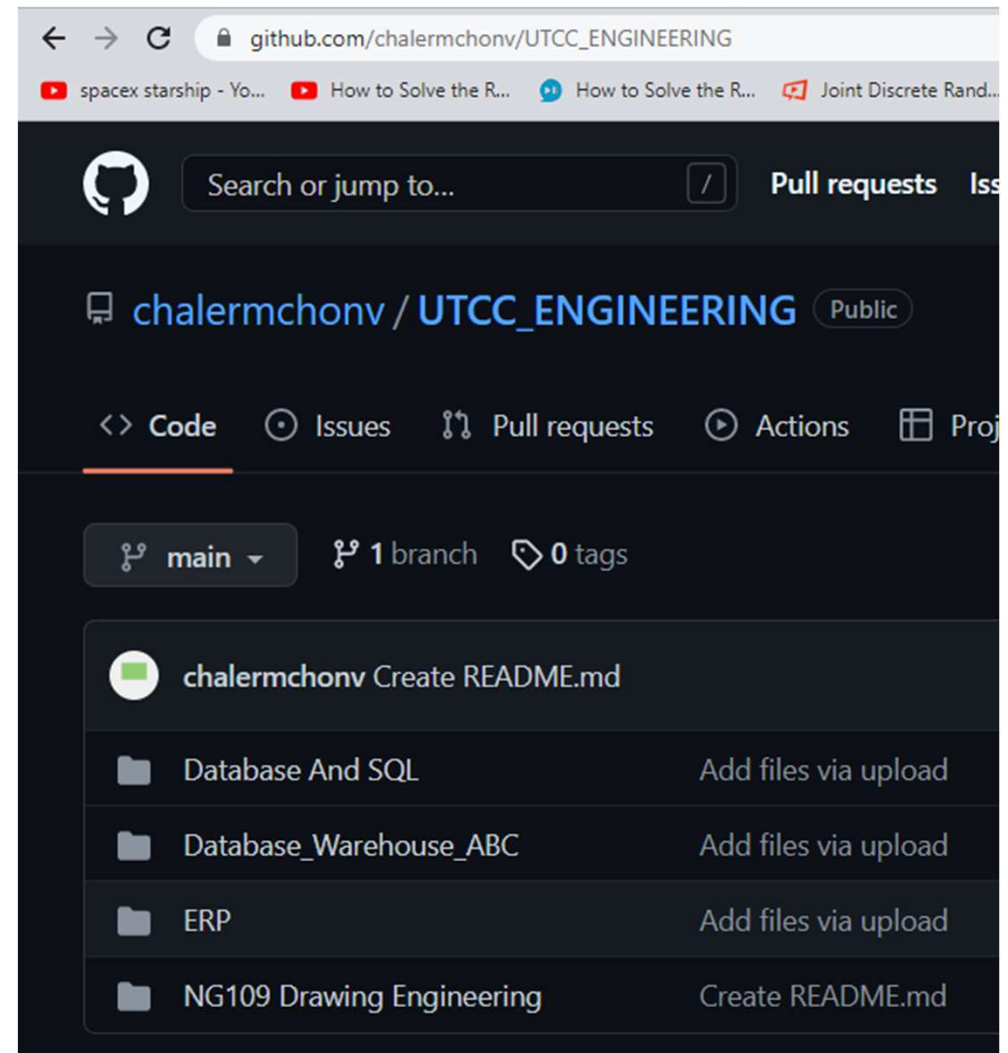 github.com/chalermchonv/UTCC_ENGINEERING
spacex starship - Yo... How to Solve the R... How to Solve the R... Joint Discrete Rand...
Search or jump to... / Pull requests Iss
chalermchonv / UTCC_ENGINEERING Public
<> Code Issues Pull requests Actions Proj
main 1 branch 0 tags
chalermchonv Create README.md
Database And SQL Add files via upload
Database_Warehouse_ABC Add files via upload
ERP Add files via upload
NG109 Drawing Engineering Create README.md